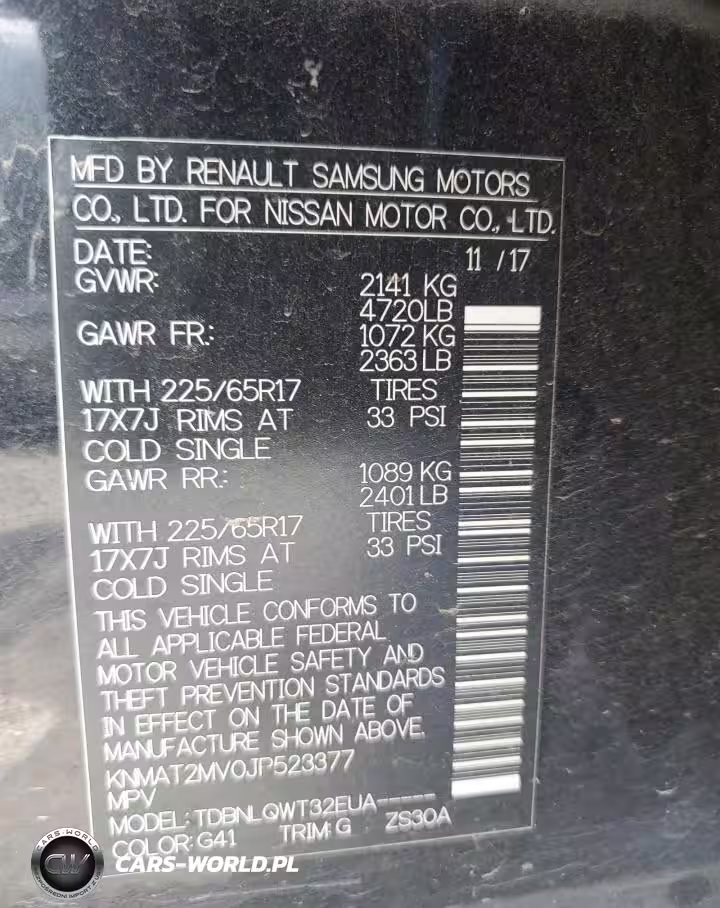 MFD BY RENAULT SAMSUNG MOTORS
CO., LTD. FOR NISSAN MOTOR CO., LTD.
DATE: 11 / 17
GVWR: 2141 KG
4720LB
GAWR FR.: 1072 KG
2363 LB
WITH 225/65R17 TIRES
17X7J RIMS AT 33 PSI
COLD SINGLE
GAWR RR.: 1089 KG
2401 LB
WITH 225/65R17 TIRES
17X7J RIMS AT 33 PSI
COLD SINGLE
THIS VEHICLE CONFORMS TO
ALL APPLICABLE FEDERAL
MOTOR VEHICLE SAFETY AND
THEFT PREVENTION STANDARDS
IN EFFECT ON THE DATE OF
MANUFACTURE SHOWN ABOVE.
KNMAT2MV0JP523377
MPV
MODEL: TDBNLQWT32EUA-----
COLOR: G41 TRIM: G ZS30A
CARS-WORLD
CW
CARS-WORLD.PL